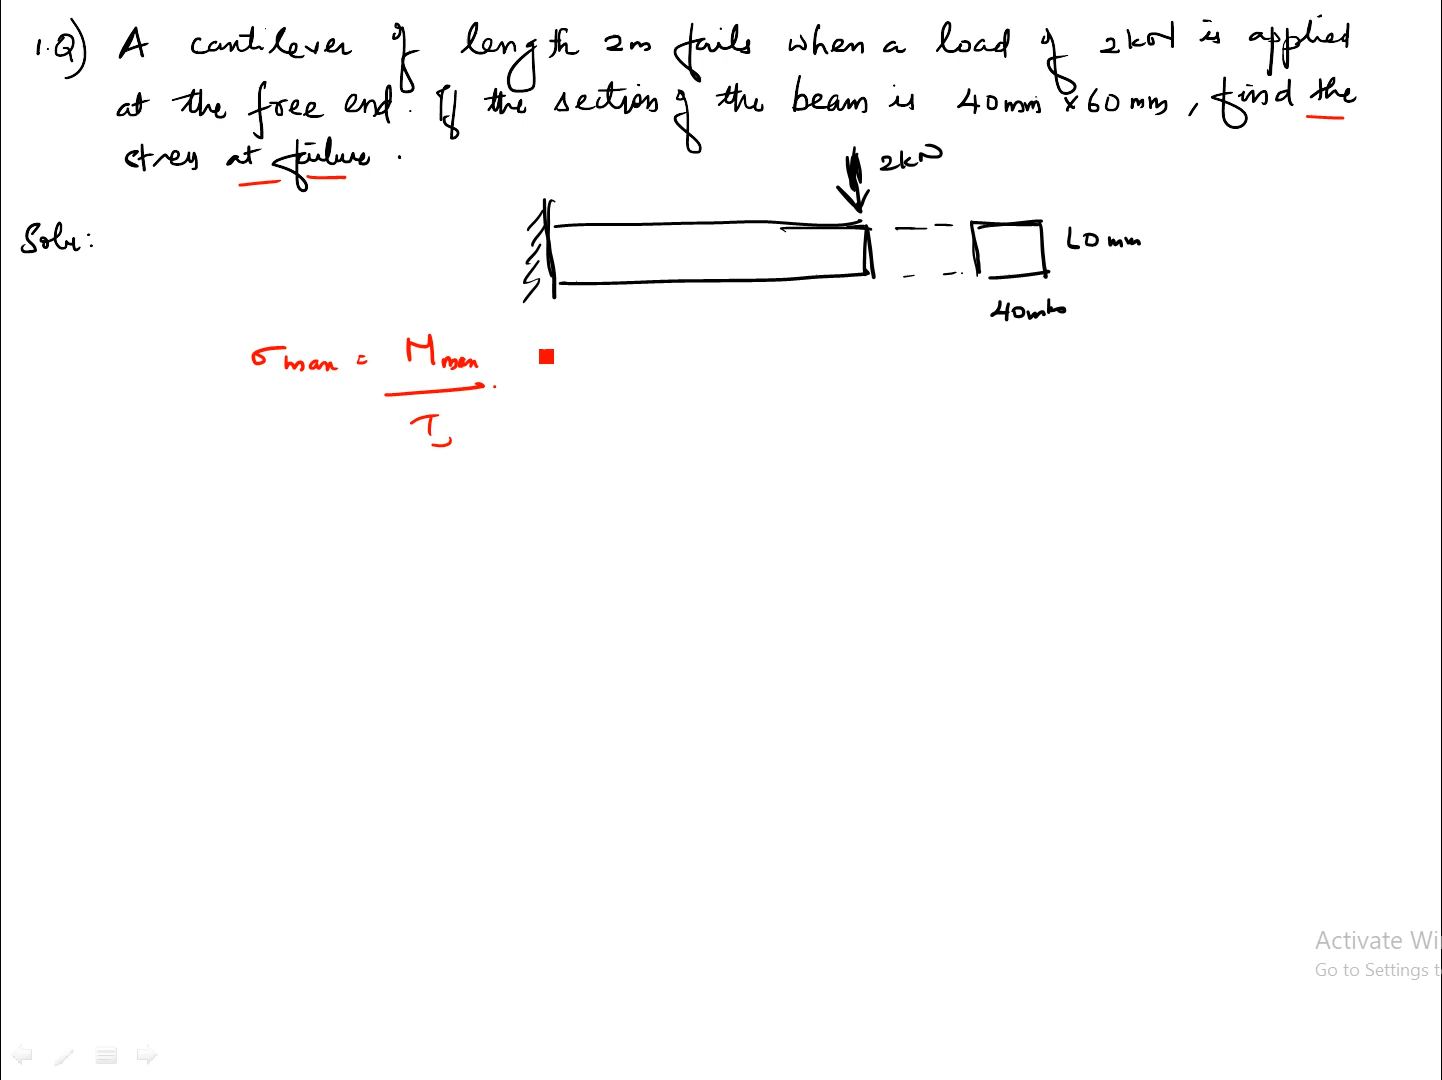 1.Q) A cantilever of length 2m fails when a load of 2kN is applied
at the free end. If the section of the beam is 40mm × 60mm, find the
stress at failure.
2kN
Soln:
60mm
40mm
σmax = Mmax
I
Activate Wi
Go to Settings t